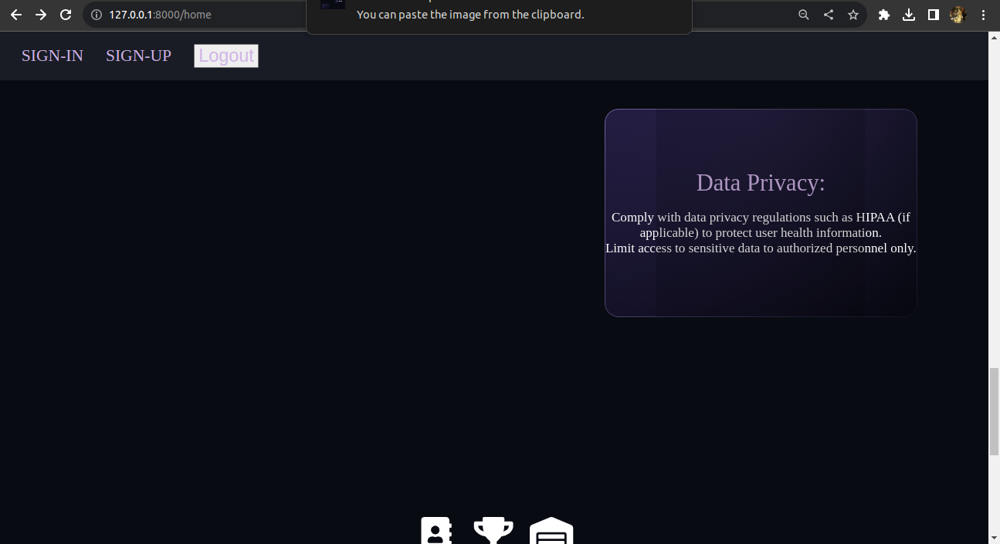 127.0.0.1:8000/home
You can paste the image from the clipboard.
SIGN-IN SIGN-UP Logout
Data Privacy:
Comply with data privacy regulations such as HIPAA (if
applicable) to protect user health information.
Limit access to sensitive data to authorized personnel only.